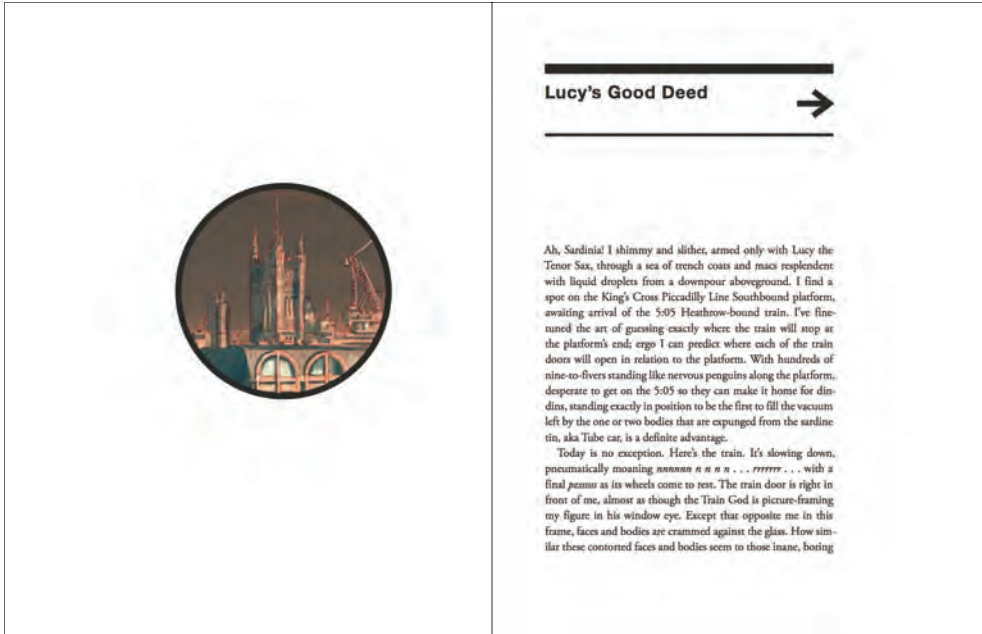 Lucy's Good Deed
Ah, Sardinia! I shimmy and slither, armed only with Lucy the
Tenor Sax, through a sea of trench coats and macs resplendent
with liquid droplets from a downpour aboveground. I find a
spot on the King's Cross Piccadilly Line Southbound platform,
awaiting arrival of the 5:05 Heathrow-bound train. I've fine-
tuned the art of guessing exactly where the train will stop at
the platform's end; ergo I can predict where each of the train
doors will open in relation to the platform. With hundreds of
nine-to-fivers standing like nervous penguins along the platform,
desperate to get on the 5:05 so they can make it home for din-
dins, standing exactly in position to be the first to fill the vacuum
left by the one or two bodies that are expunged from the sardine
tin, aka Tube car, is a definite advantage.
Today is no exception. Here's the train. It's slowing down,
pneumatically moaning nnnnnn n n n n . . . rrrrrrr . . . with a
final as its wheels come to rest. The train door is right in
front of me, almost as though the Train God is picture-framing
my figure in his window eye. Except that opposite me in this
frame, faces and bodies are crammed against the glass. How sim-
ilar these contorted faces and bodies seem to those inane, boring